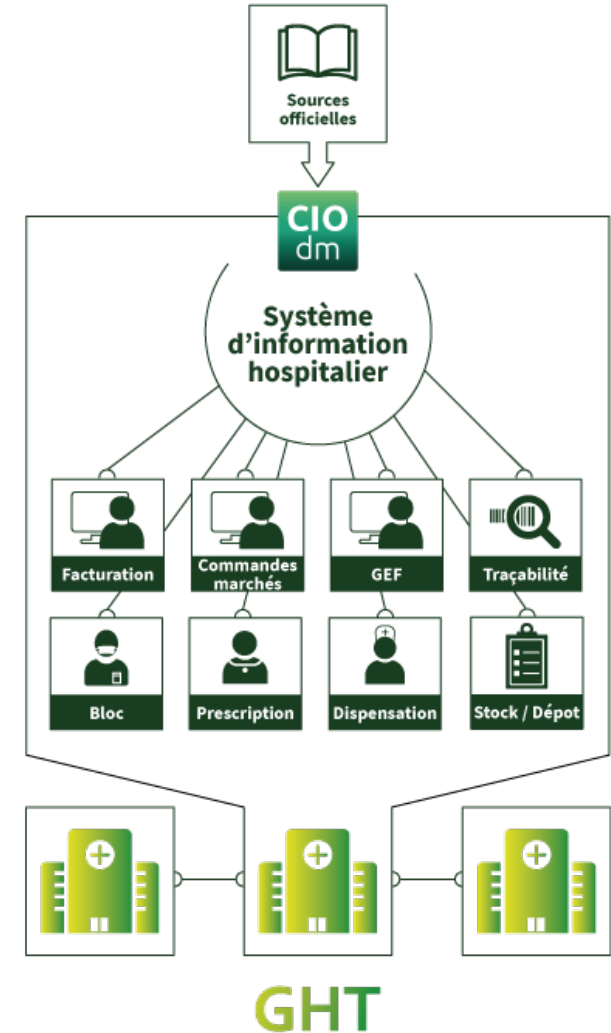 Sources
officielles
CIO
dm
Système
d'information
hospitalier
Facturation
Commandes
marchés
GEF
Traçabilité
Bloc
Prescription
Dispensation
Stock / Dépot
GHT